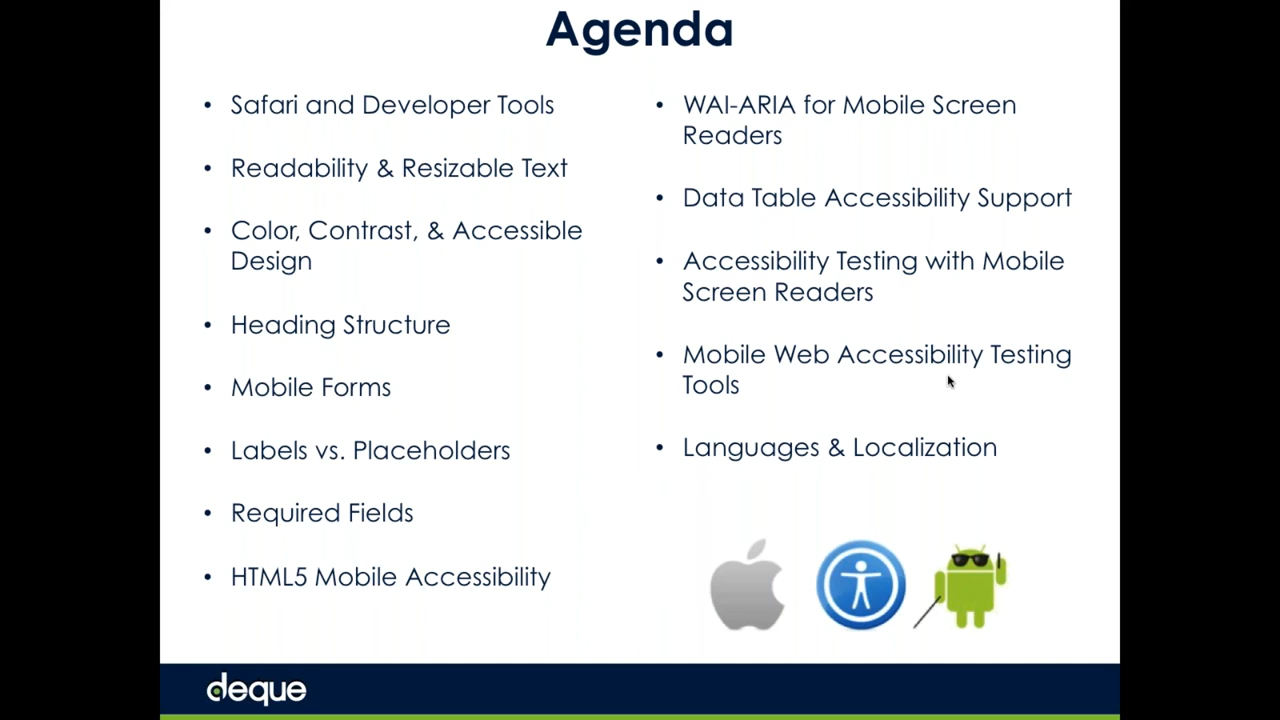 Agenda
• Safari and Developer Tools
• Readability & Resizable Text
• Color, Contrast, & Accessible
Design
• Heading Structure
• Mobile Forms
• Labels vs. Placeholders
• Required Fields
• HTML5 Mobile Accessibility
• WAI-ARIA for Mobile Screen
Readers
• Data Table Accessibility Support
• Accessibility Testing with Mobile
Screen Readers
• Mobile Web Accessibility Testing
Tools
• Languages & Localization
deque